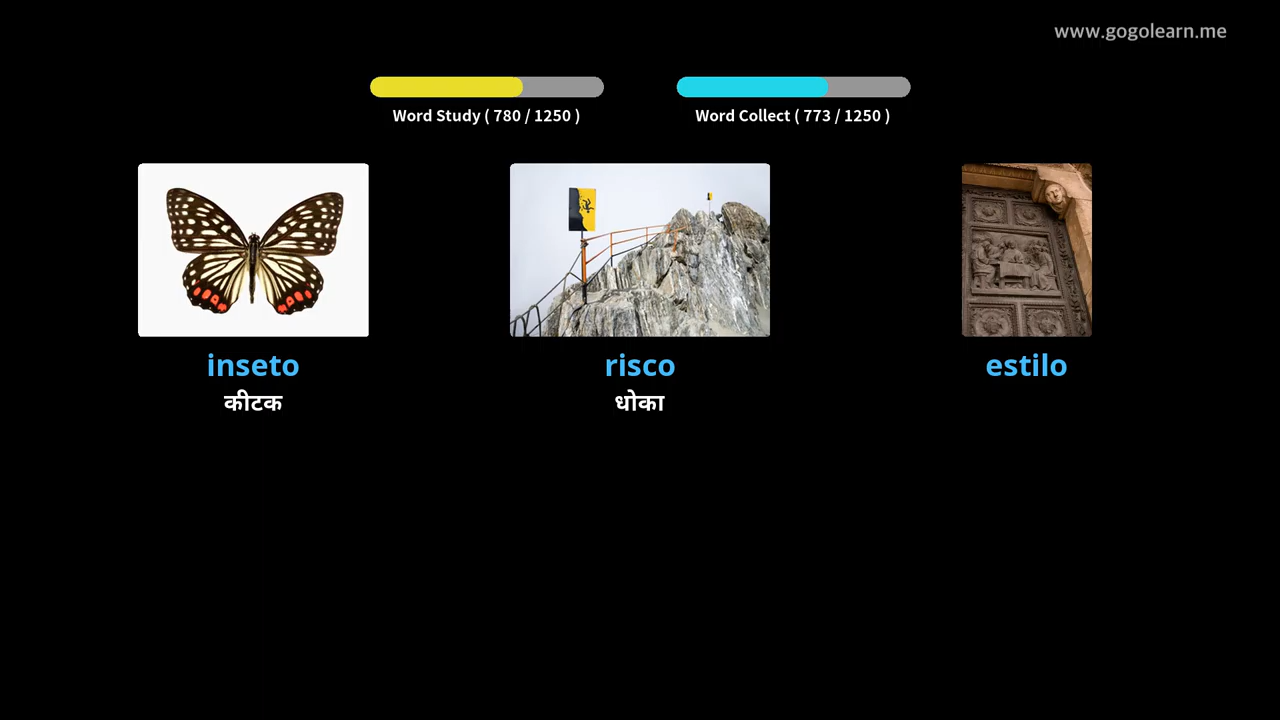 www.gogolearn.me
Word Study ( 780 / 1250 )
Word Collect ( 773 / 1250 )
inseto
risco
estilo
कीटक
धोका